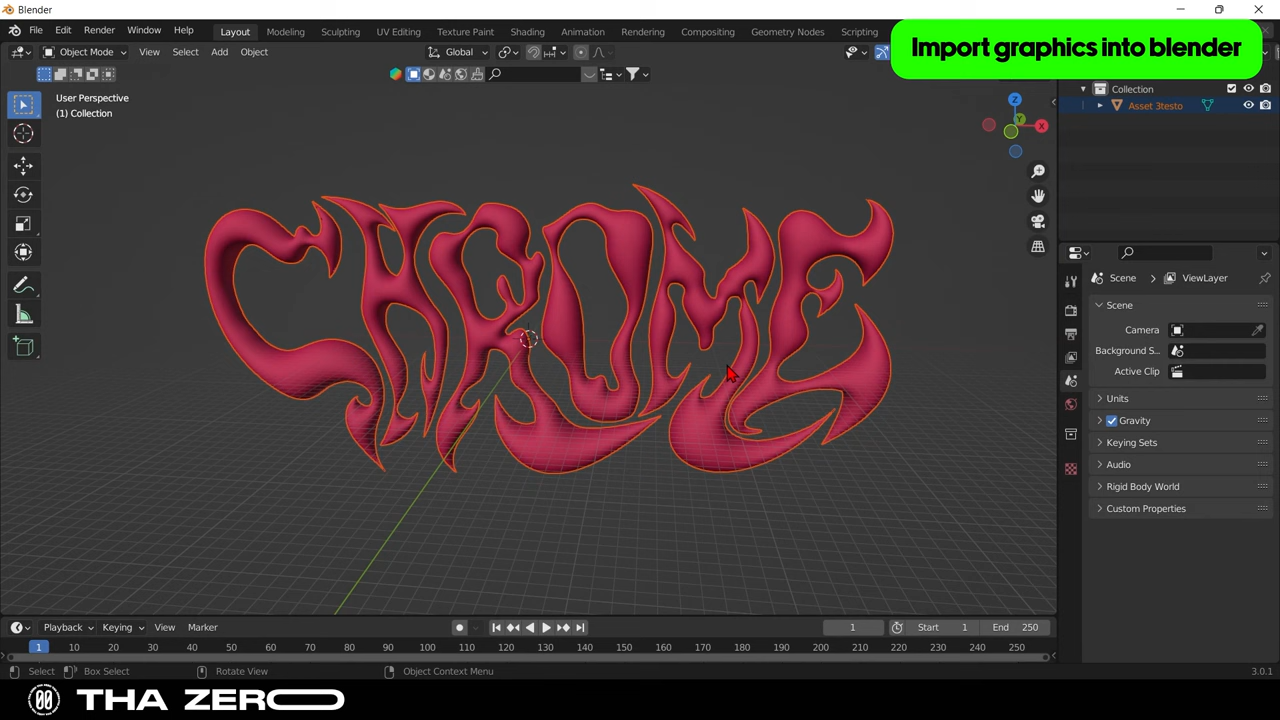 Blender
File Edit Render Window Help
Layout Modeling Sculpting UV Editing Texture Paint Shading Animation Rendering Compositing Geometry Nodes Scripting
Import graphics into blender
Object Mode View Select Add Object
Global
User Perspective
(1) Collection
Z
Y
X
Collection
Asset 3testo
CHROME
Scene ViewLayer
Scene
Camera
Background S...
Active Clip
Units
Gravity
Keying Sets
Audio
Rigid Body World
Custom Properties
Playback Keying View Marker
1 Start 1 End 250
1 10 20 30 40 50 60 70 80 90 100 110 120 130 140 150 160 170 180 190 200 210 220 230 240 250
Select Box Select Rotate View Object Context Menu 3.0.1
00 THA ZERO